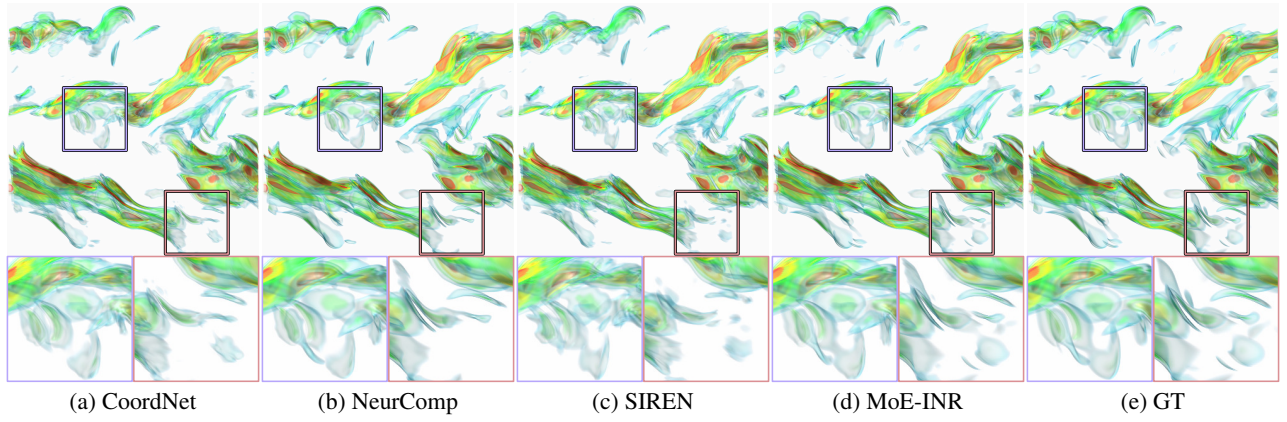 (a) CoordNet
(b) NeurComp
(c) SIREN
(d) MoE-INR
(e) GT